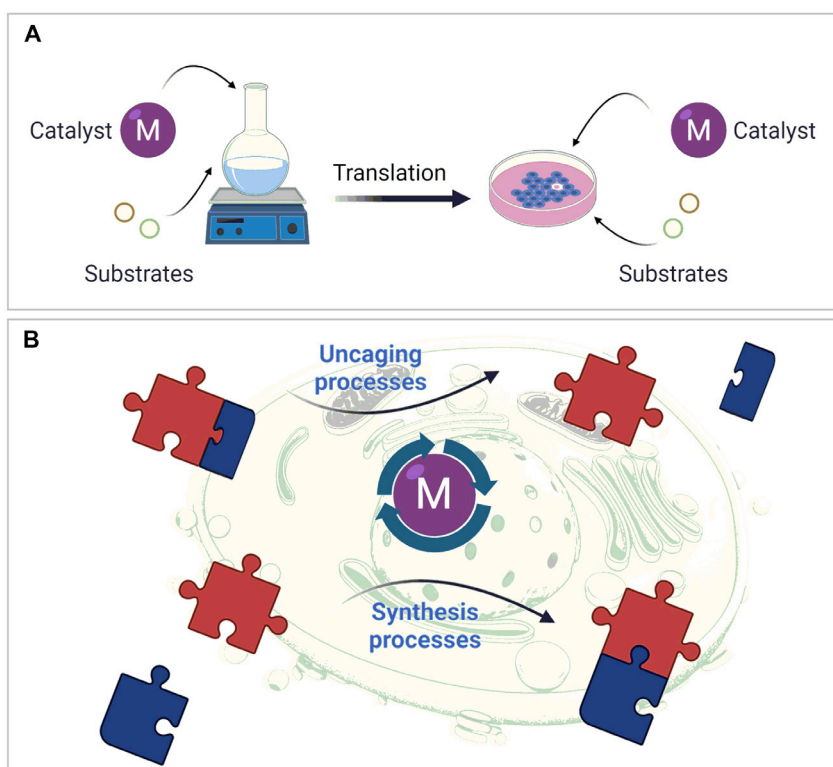 A
Catalyst M
Translation
M Catalyst
Substrates
Substrates
B
Uncaging
processes
M
Synthesis
processes